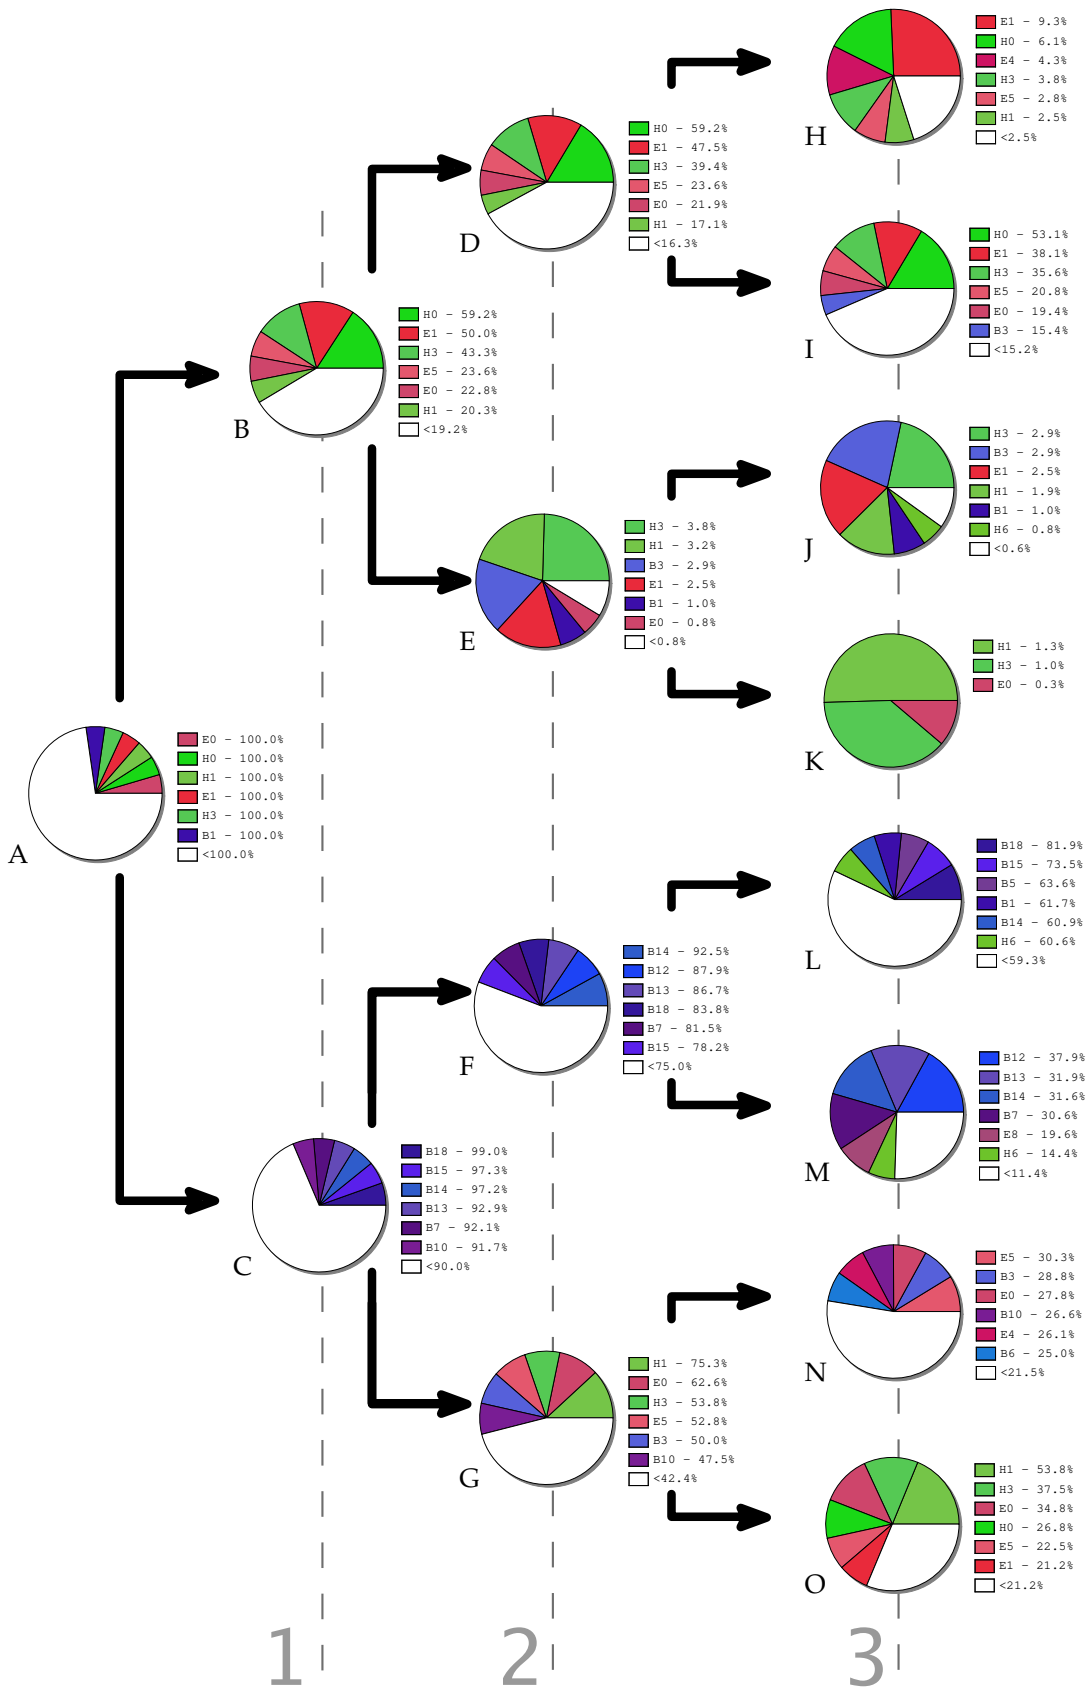 E1 - 9.3%
H0 - 6.1%
E4 - 4.3%
H3 - 3.8%
E5 - 2.8%
H1 - 2.5%
<2.5%
H
H0 - 59.2%
E1 - 47.5%
H3 - 39.4%
E5 - 23.6%
E0 - 21.9%
H1 - 17.1%
<16.3%
D
H0 - 53.1%
E1 - 38.1%
H3 - 35.6%
E5 - 20.8%
E0 - 19.4%
B3 - 15.4%
<15.2%
I
H0 - 59.2%
E1 - 50.0%
H3 - 43.3%
E5 - 23.6%
E0 - 22.8%
H1 - 20.3%
<19.2%
B
H3 - 2.9%
B3 - 2.9%
E1 - 2.5%
H1 - 1.9%
B1 - 1.0%
H6 - 0.8%
<0.6%
J
H3 - 3.8%
H1 - 3.2%
B3 - 2.9%
E1 - 2.5%
B1 - 1.0%
E0 - 0.8%
<0.8%
E
H1 - 1.3%
H3 - 1.0%
E0 - 0.3%
K
E0 - 100.0%
H0 - 100.0%
H1 - 100.0%
E1 - 100.0%
H3 - 100.0%
B1 - 100.0%
<100.0%
A
B18 - 81.9%
B15 - 73.5%
B5 - 63.6%
B1 - 61.7%
B14 - 60.9%
H6 - 60.6%
<59.3%
L
B14 - 92.5%
B12 - 87.9%
B13 - 86.7%
B18 - 83.8%
B7 - 81.5%
B15 - 78.2%
<75.0%
F
B12 - 37.9%
B13 - 31.9%
B14 - 31.6%
B7 - 30.6%
E8 - 19.6%
H6 - 14.4%
<11.4%
M
B18 - 99.0%
B15 - 97.3%
B14 - 97.2%
B13 - 92.9%
B7 - 92.1%
B10 - 91.7%
<90.0%
C
E5 - 30.3%
B3 - 28.8%
E0 - 27.8%
B10 - 26.6%
E4 - 26.1%
B6 - 25.0%
<21.5%
N
H1 - 75.3%
E0 - 62.6%
H3 - 53.8%
E5 - 52.8%
B3 - 50.0%
B10 - 47.5%
<42.4%
G
H1 - 53.8%
H3 - 37.5%
E0 - 34.8%
H0 - 26.8%
E5 - 22.5%
E1 - 21.2%
<21.2%
O
1 2 3